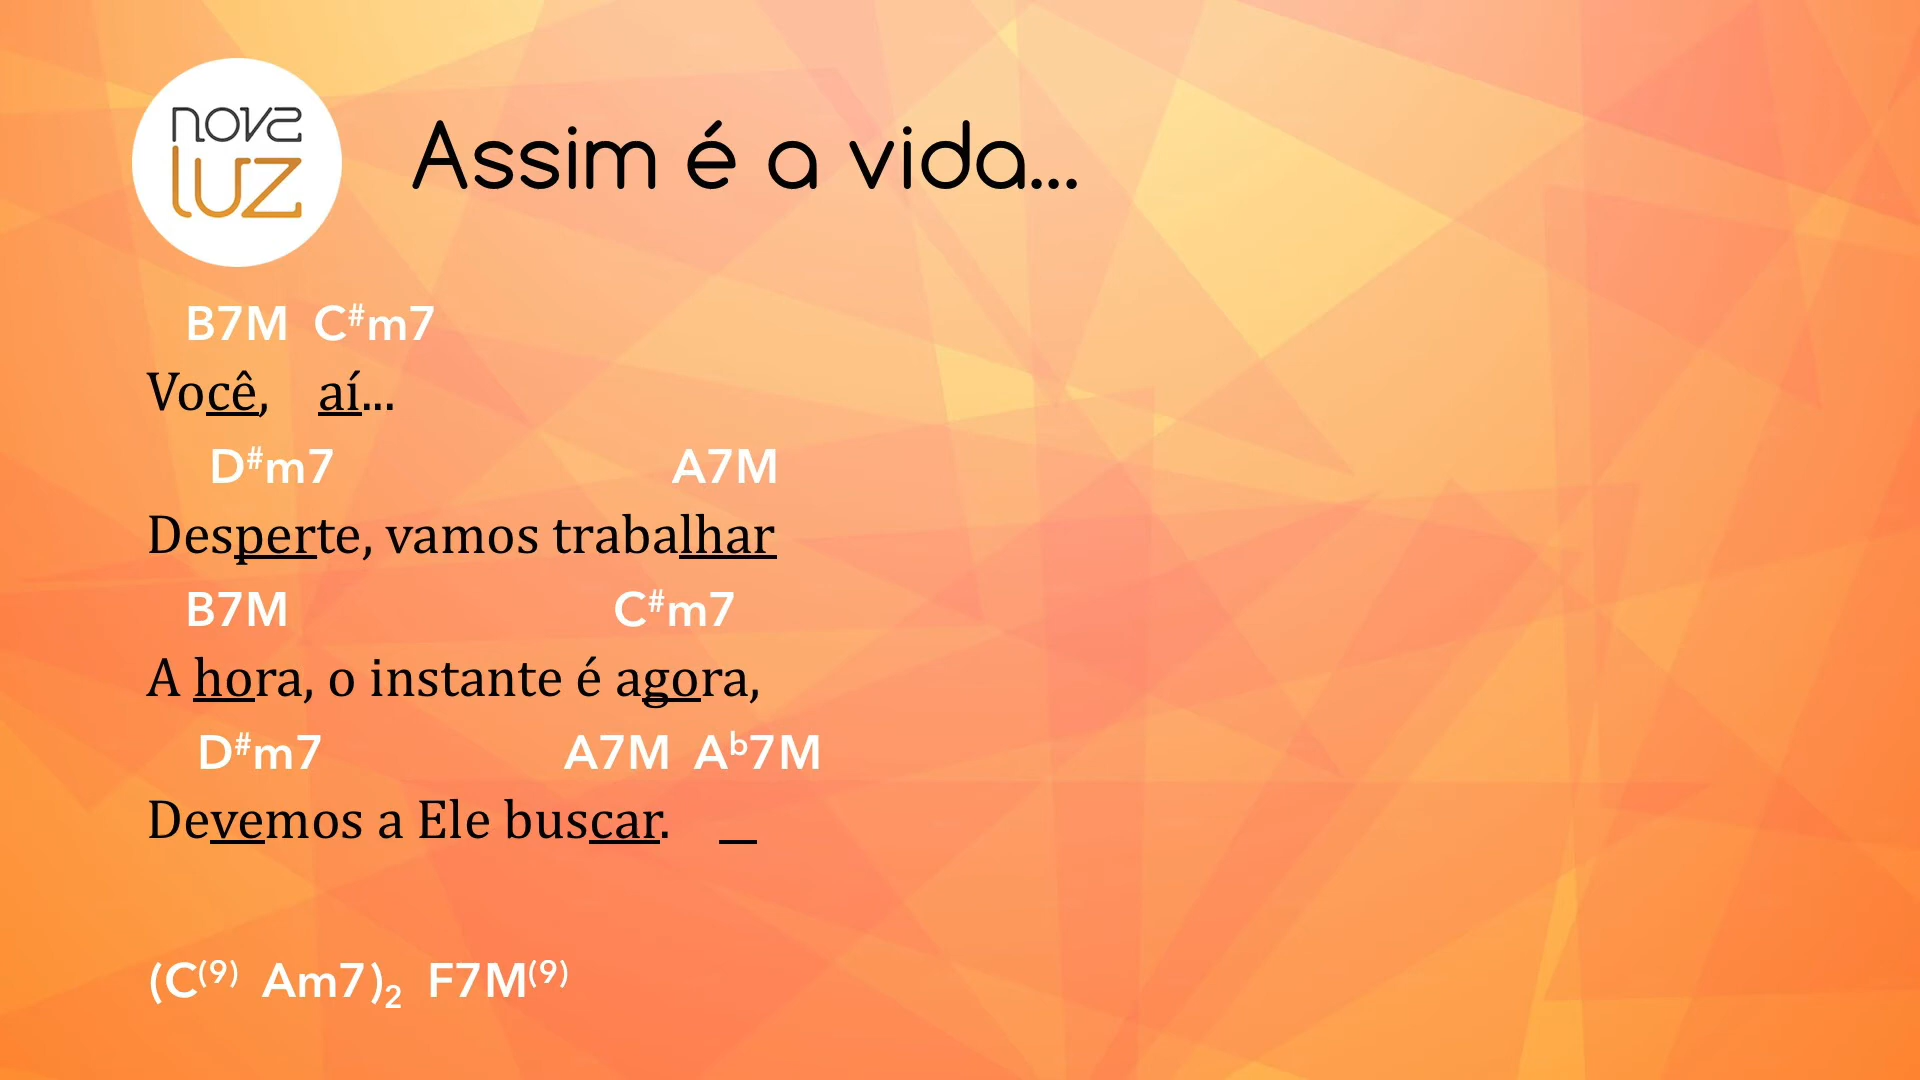 nova
luz
Assim é a vida...
B7M C#m7
Você, aí...
D#m7 A7M
Desperte, vamos trabalhar
B7M C#m7
A hora, o instante é agora,
D#m7 A7M Ab7M
Devemos a Ele buscar. _
(C(9) Am7)2 F7M(9)